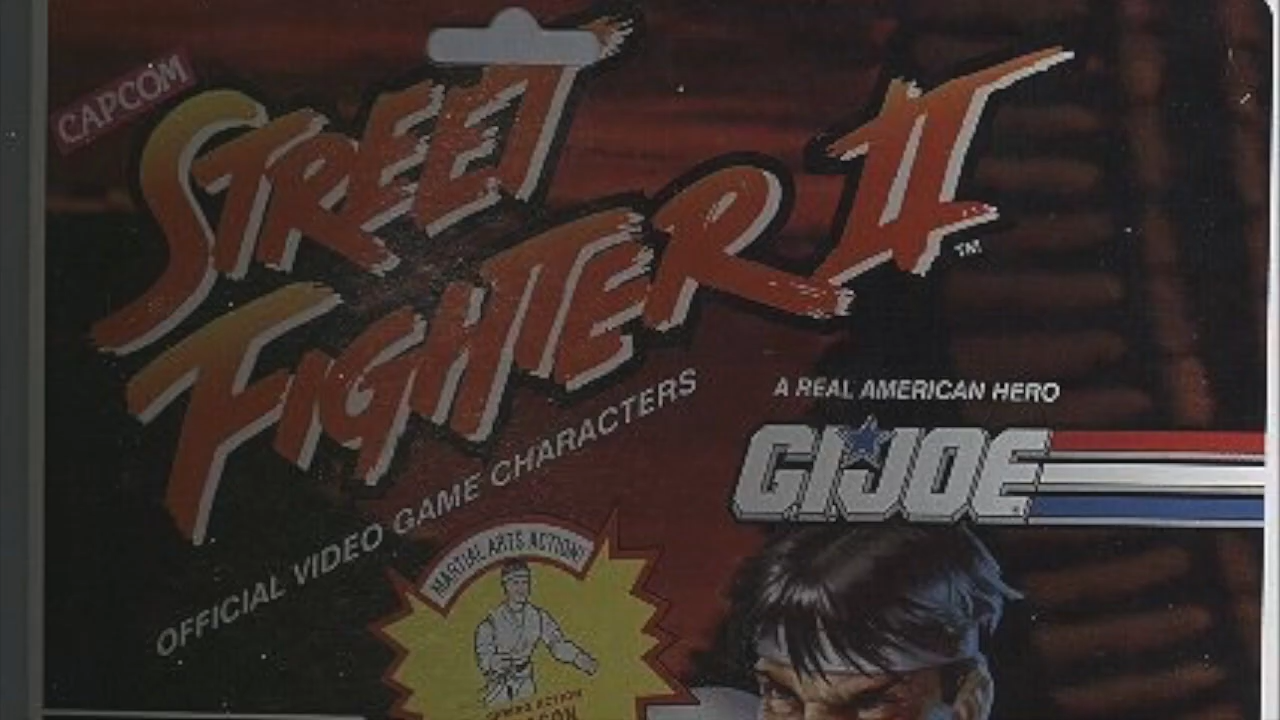 CAPCOM
STREET
FIGHTER II
TM
OFFICIAL VIDEO GAME CHARACTERS
A REAL AMERICAN HERO
GI JOE
MARTIAL ARTS ACTION!